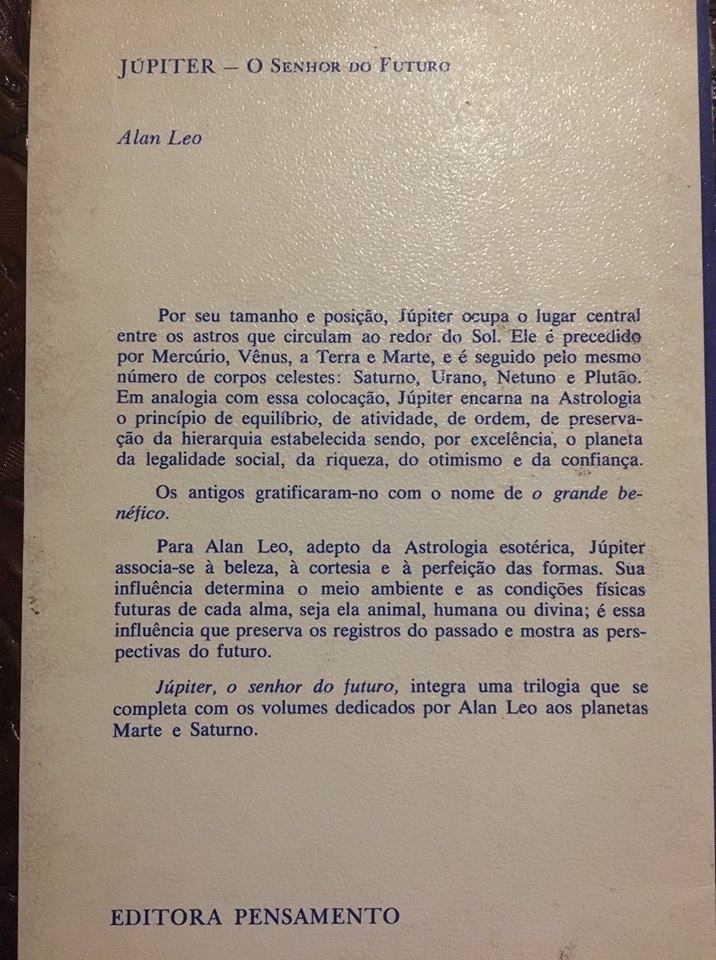 JÚPITER — O SENHOR DO FUTURO
Alan Leo
Por seu tamanho e posição, Júpiter ocupa o lugar central
entre os astros que circulam ao redor do Sol. Ele é precedido
por Mercúrio, Vênus, a Terra e Marte, e é seguido pelo mesmo
número de corpos celestes: Saturno, Urano, Netuno e Plutão.
Em analogia com essa colocação, Júpiter encarna na Astrologia
o princípio de equilíbrio, de atividade, de ordem, de preserva-
ção da hierarquia estabelecida sendo, por excelência, o planeta
da legalidade social, da riqueza, do otimismo e da confiança.
Os antigos gratificaram-no com o nome de o grande be-
néfico.
Para Alan Leo, adepto da Astrologia esotérica, Júpiter
associa-se à beleza, à cortesia e à perfeição das formas. Sua
influência determina o meio ambiente e as condições físicas
futuras de cada alma, seja ela animal, humana ou divina; é essa
influência que preserva os registros do passado e mostra as pers-
pectivas do futuro.
Júpiter, o senhor do futuro, integra uma trilogia que se
completa com os volumes dedicados por Alan Leo aos planetas
Marte e Saturno.
EDITORA PENSAMENTO